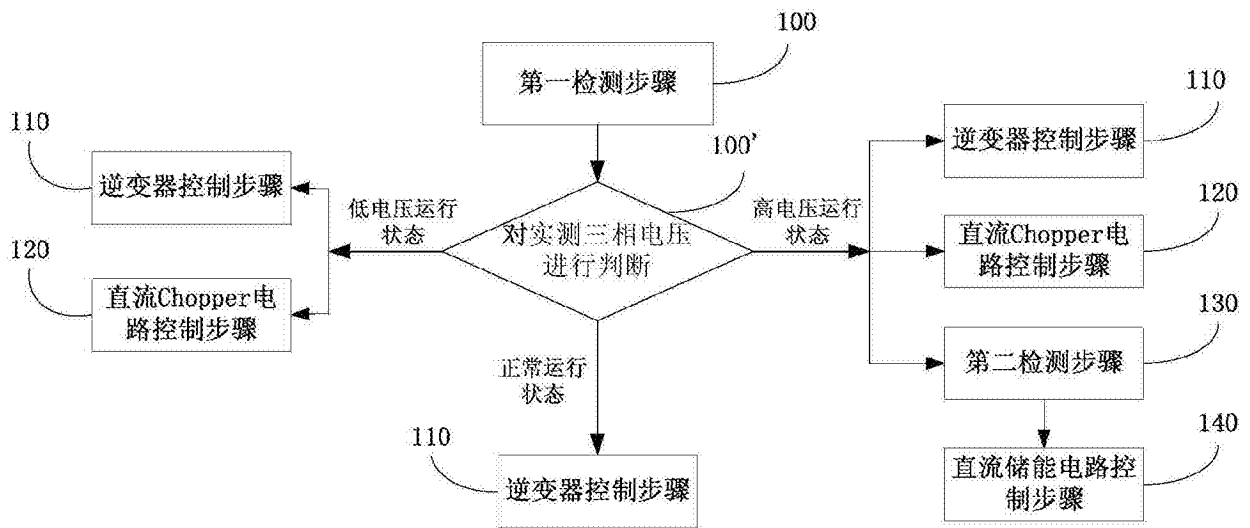 100
第一检测步骤
100'
对实测三相电压
进行判断
低电压运行
状态
110
逆变器控制步骤
120
直流Chopper电
路控制步骤
正常运行
状态
110
逆变器控制步骤
高电压运行
状态
110
逆变器控制步骤
120
直流Chopper电
路控制步骤
130
第二检测步骤
140
直流储能电路控
制步骤